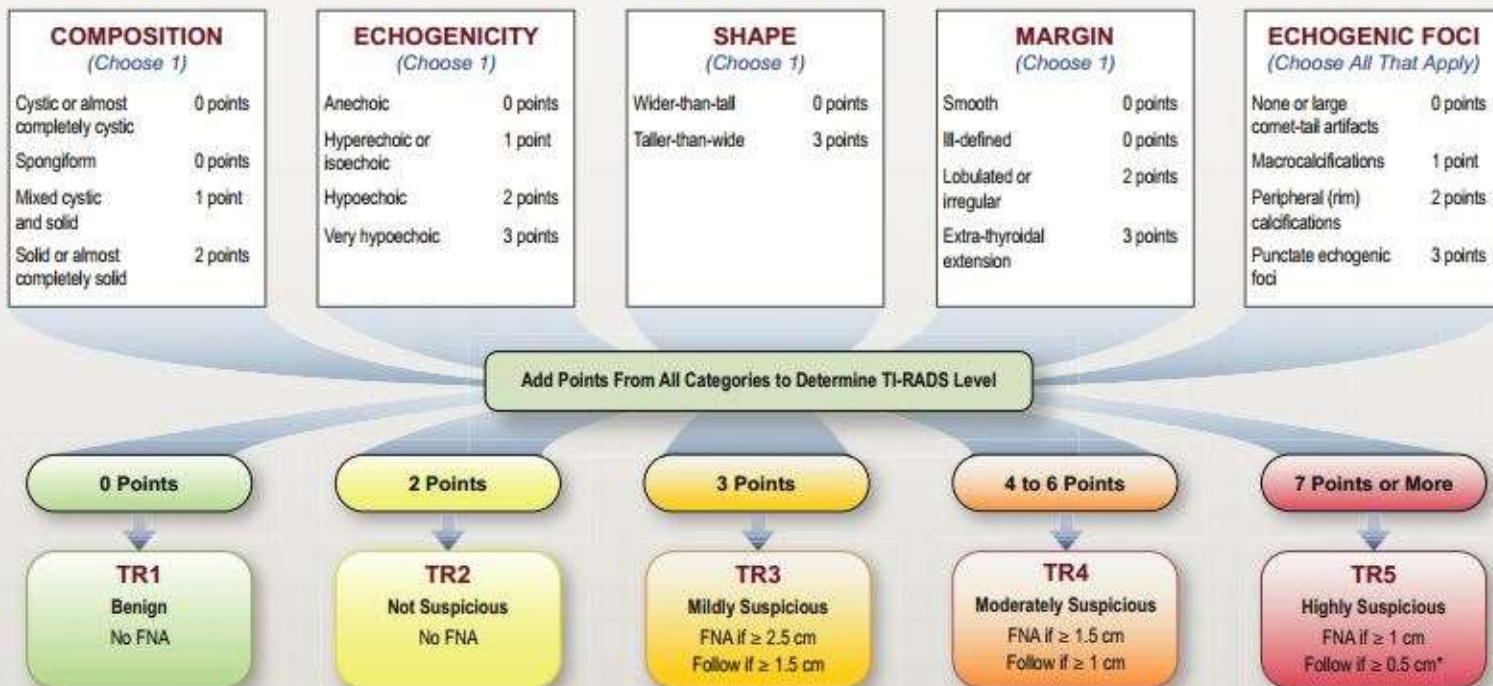 COMPOSITION
(Choose 1)
Cystic or almost 0 points
completely cystic
Spongiform 0 points
Mixed cystic 1 point
and solid
Solid or almost 2 points
completely solid
ECHOGENICITY
(Choose 1)
Anechoic 0 points
Hyperechoic or 1 point
isoechoic
Hypoechoic 2 points
Very hypoechoic 3 points
SHAPE
(Choose 1)
Wider-than-tall 0 points
Taller-than-wide 3 points
MARGIN
(Choose 1)
Smooth 0 points
Ill-defined 0 points
Lobulated or 2 points
irregular
Extra-thyroidal 3 points
extension
ECHOGENIC FOCI
(Choose All That Apply)
None or large 0 points
comet-tail artifacts
Macrocalcifications 1 point
Peripheral (rim) 2 points
calcifications
Punctate echogenic 3 points
foci
Add Points From All Categories to Determine TI-RADS Level
0 Points
2 Points
3 Points
4 to 6 Points
7 Points or More
TR1
Benign
No FNA
TR2
Not Suspicious
No FNA
TR3
Mildly Suspicious
FNA if ≥ 2.5 cm
Follow if ≥ 1.5 cm
TR4
Moderately Suspicious
FNA if ≥ 1.5 cm
Follow if ≥ 1 cm
TR5
Highly Suspicious
FNA if ≥ 1 cm
Follow if ≥ 0.5 cm*